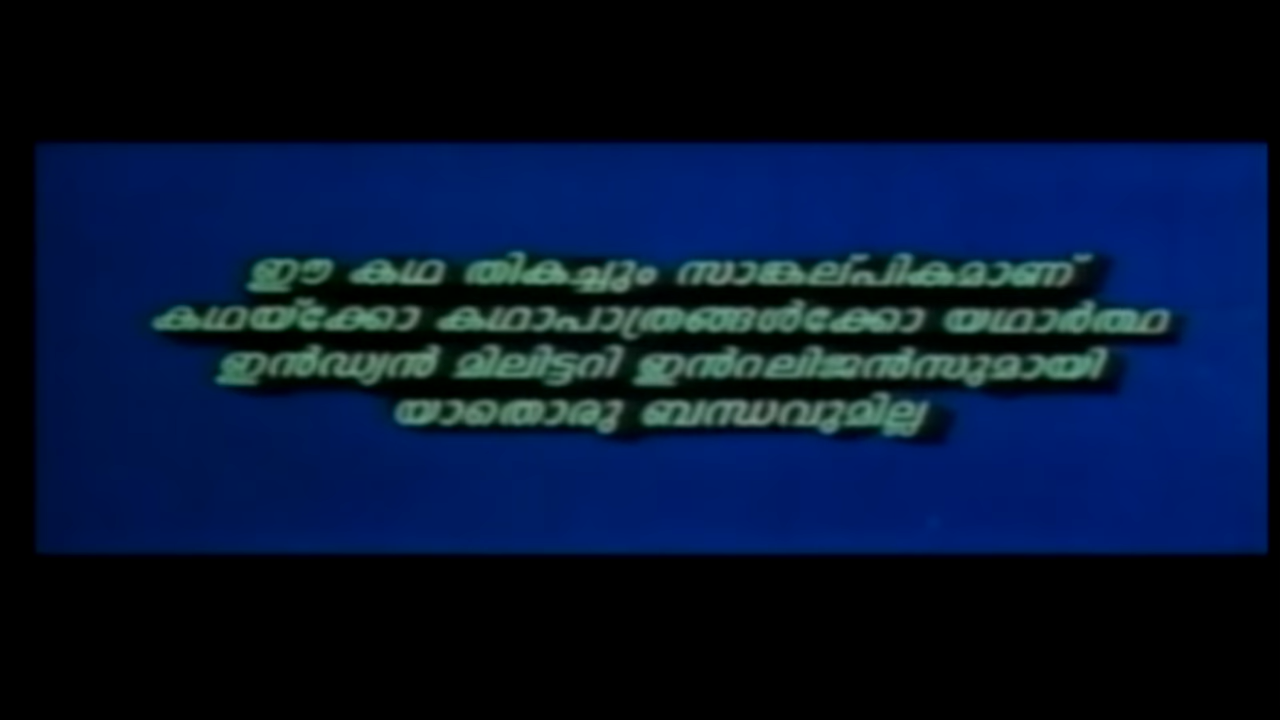 ഈ കഥ തികച്ചും സാങ്കല്പികമാണ്
കഥയ്ക്കോ കഥാപാത്രങ്ങൾക്കോ യഥാർത്ഥ
ഇൻഡ്യൻ മിലിട്ടറി ഇൻറലിജൻസുമായി
യാതൊരു ബന്ധവുമില്ല